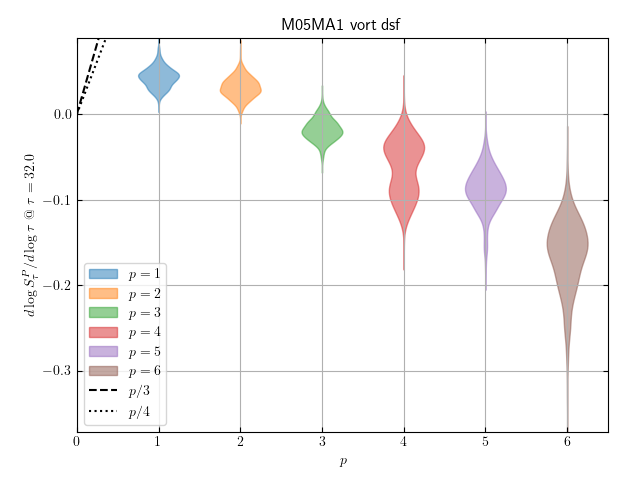 M05MA1 vort dsf
d log S_τ^P / d log τ @ τ = 32.0
0.0
−0.1
−0.2
−0.3
p = 1
p = 2
p = 3
p = 4
p = 5
p = 6
p/3
p/4
0 1 2 3 4 5 6
p